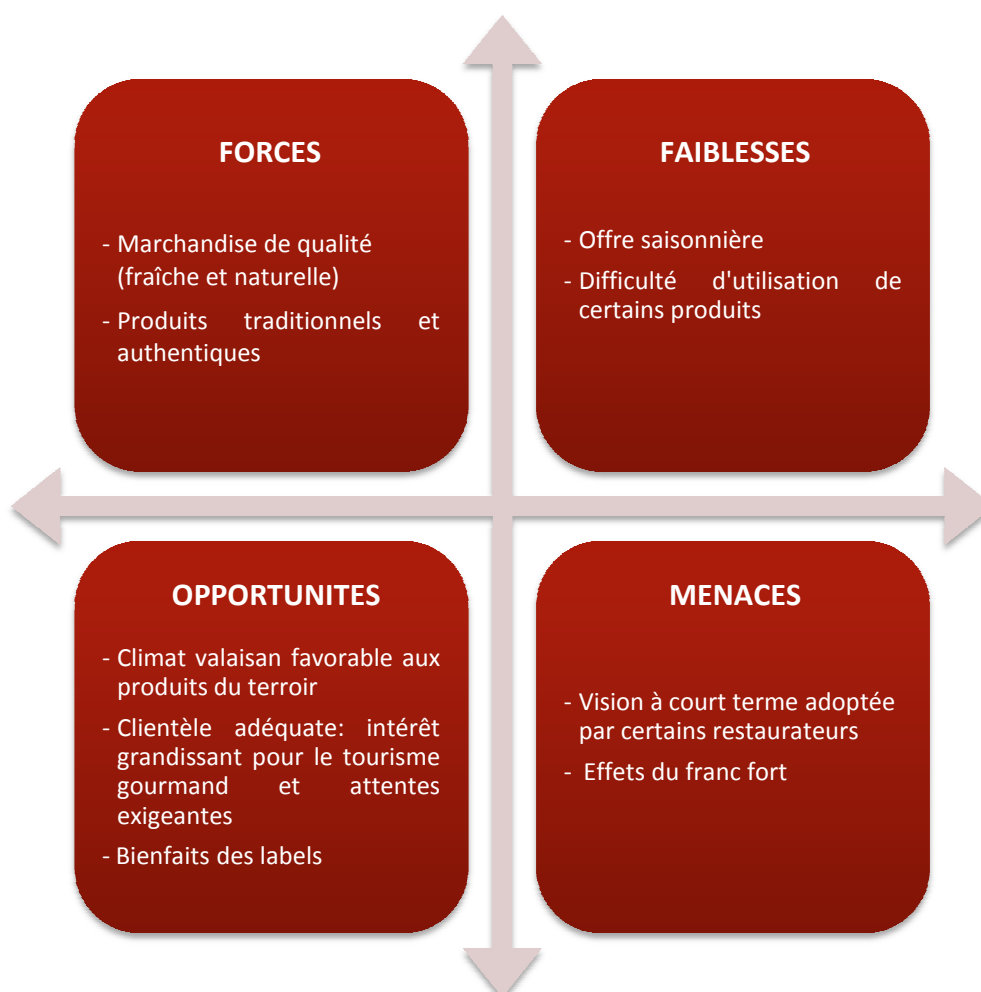 FORCES
- Marchandise de qualité
(fraîche et naturelle)
- Produits traditionnels et
authentiques
FAIBLESSES
- Offre saisonnière
- Difficulté d'utilisation de
certains produits
OPPORTUNITES
- Climat valaisan favorable aux
produits du terroir
- Clientèle adéquate: intérêt
grandissant pour le tourisme
gourmand et attentes
exigeantes
- Bienfaits des labels
MENACES
- Vision à court terme adoptée
par certains restaurateurs
- Effets du franc fort